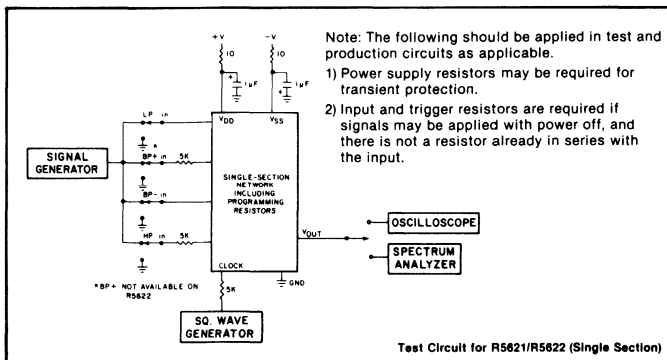 +V
-V
10
10
+
1μF
+
1μF
Note: The following should be applied in test and
production circuits as applicable.
1) Power supply resistors may be required for
transient protection.
2) Input and trigger resistors are required if
signals may be applied with power off, and
there is not a resistor already in series with
the input.
VDD
VSS
LP in
*
BP+ in
5K
SIGNAL
GENERATOR
BP- in
HP in
5K
SINGLE-SECTION
NETWORK
INCLUDING
PROGRAMMING
RESISTORS
VOUT
OSCILLOSCOPE
SPECTRUM
ANALYZER
CLOCK
GND
*BP+ NOT AVAILABLE ON
R5622
5K
SQ. WAVE
GENERATOR
Test Circuit for R5621/R5622 (Single Section)